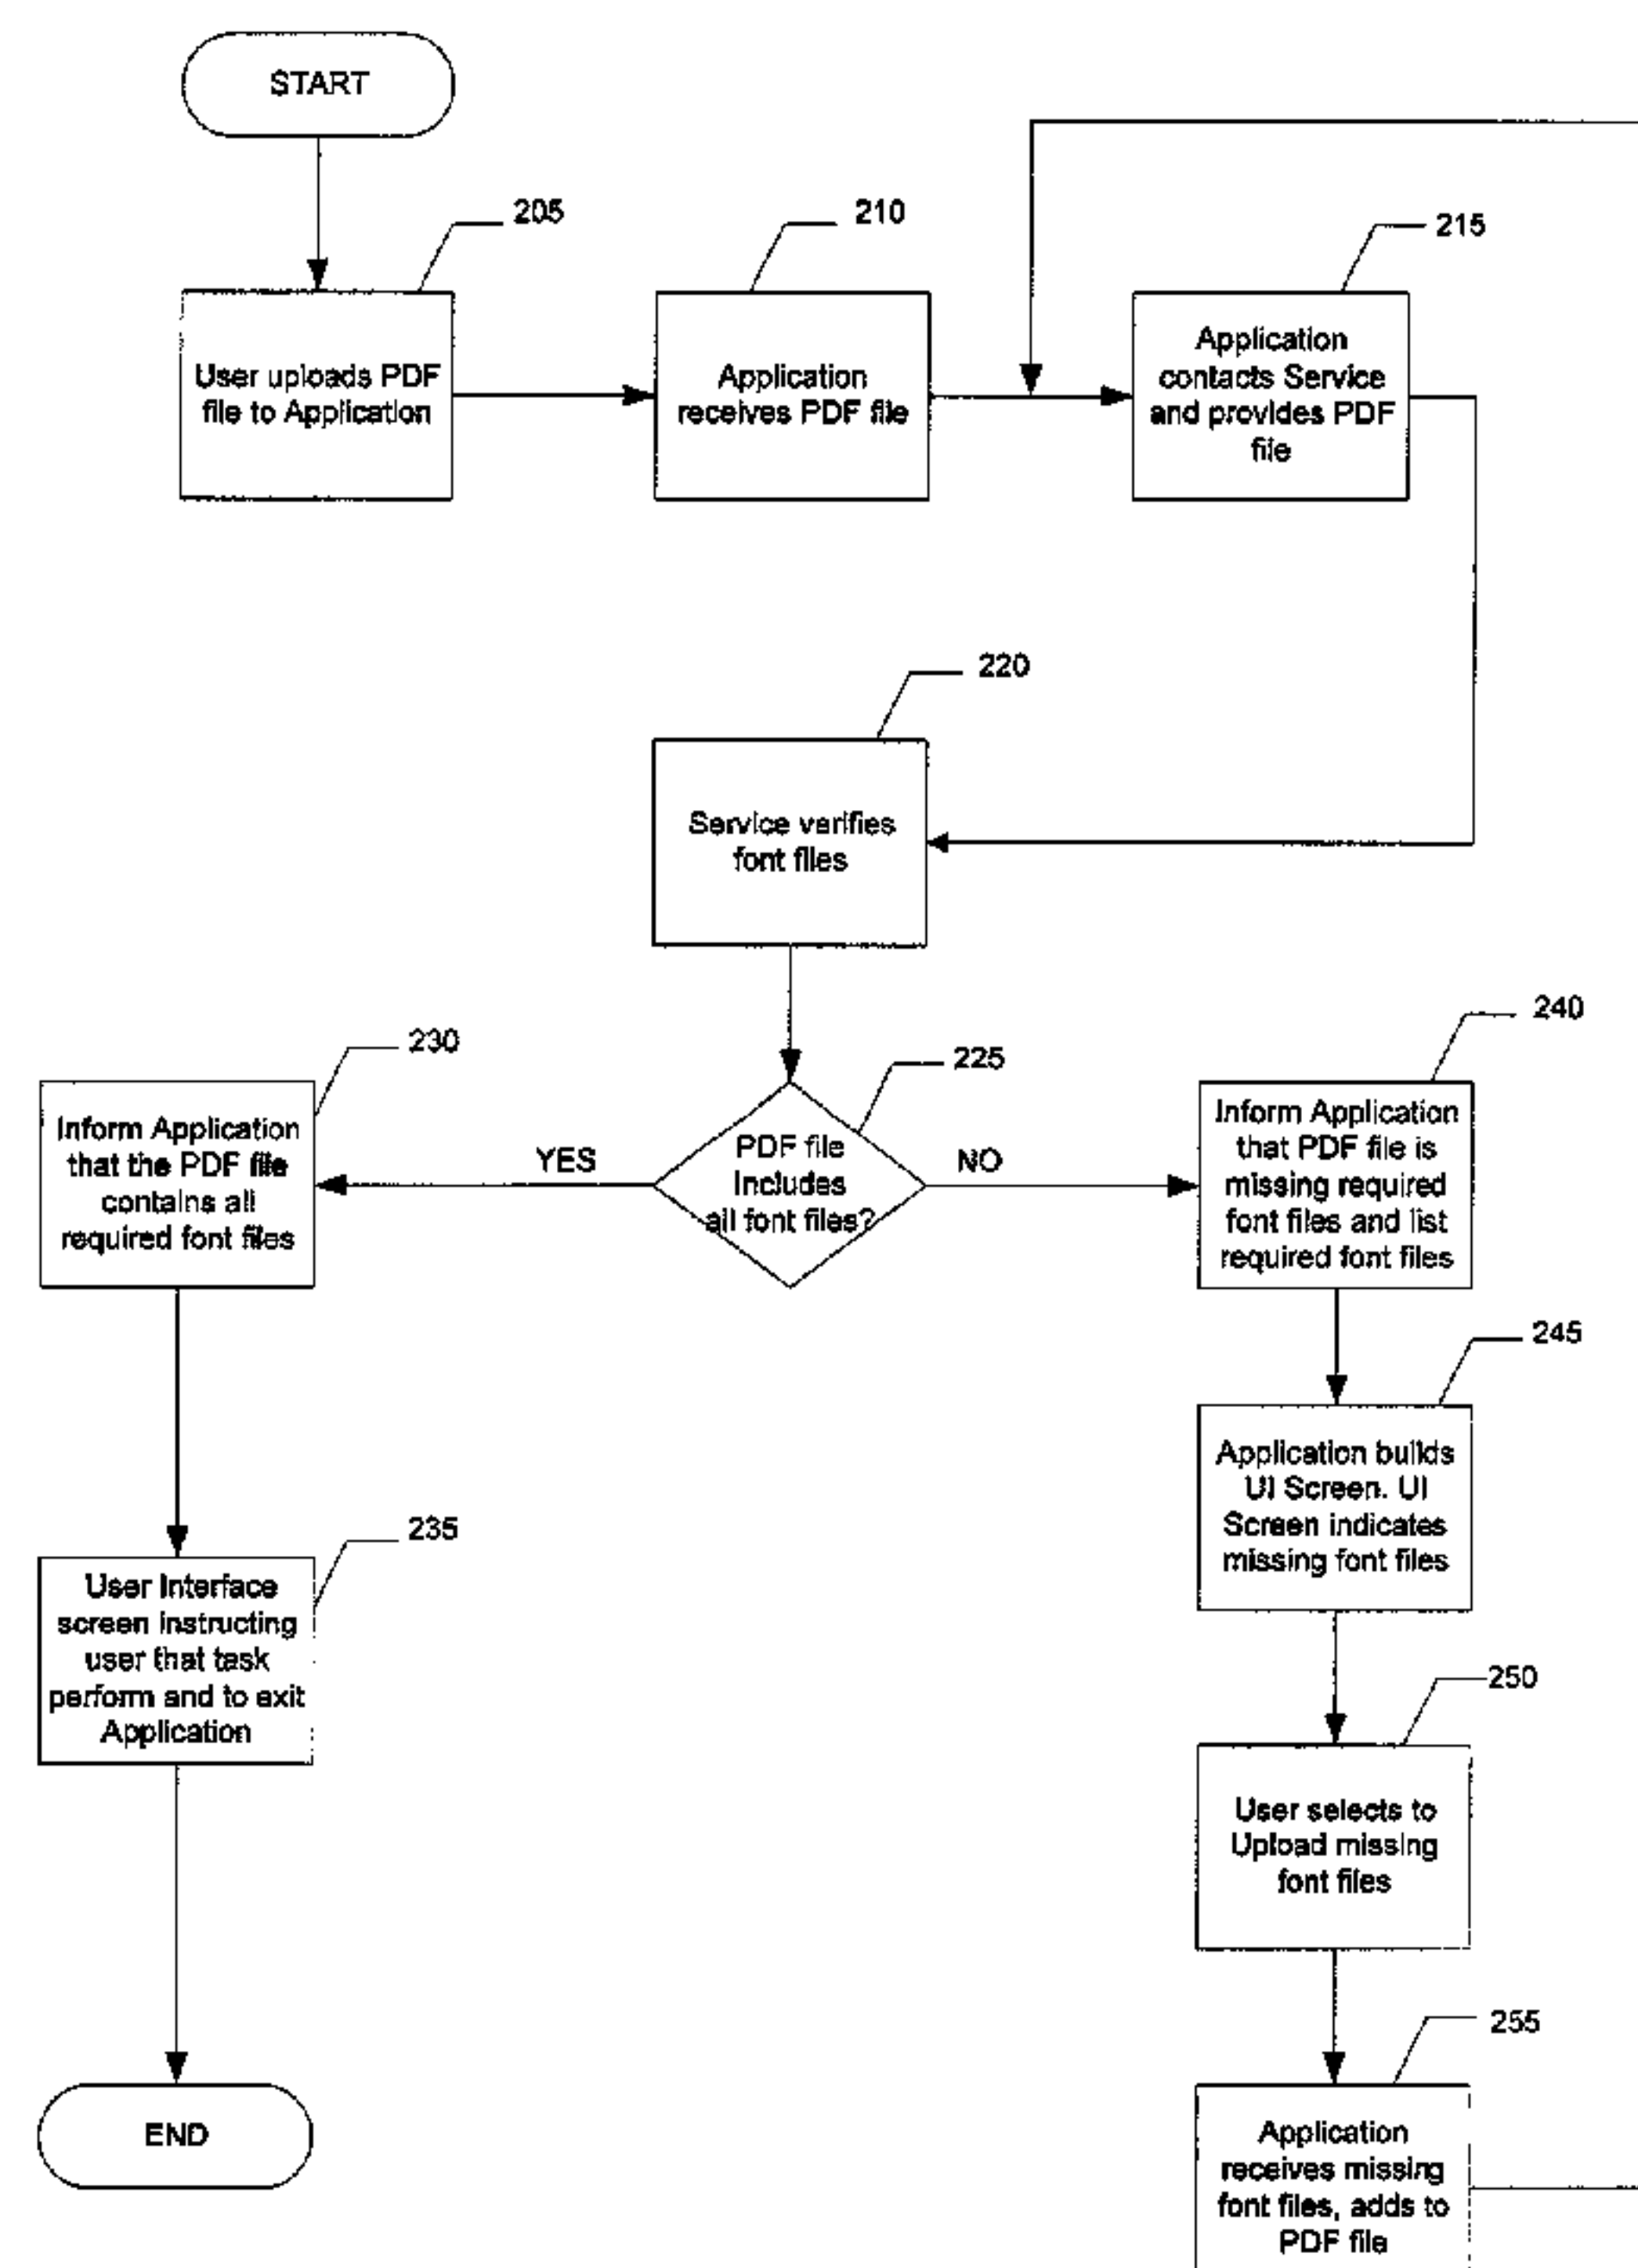 START
205
User uploads PDF
file to Application
210
Application
receives PDF file
215
Application
contacts Service
and provides PDF
file
220
Service verifies
font files
225
PDF file
includes
all font files?
YES
NO
230
Inform Application
that the PDF file
contains all
required font files
235
User Interface
screen instructing
user that task
perform and to exit
Application
END
240
Inform Application
that PDF file is
missing required
font files and list
required font files
245
Application builds
UI Screen. UI
Screen indicates
missing font files
250
User selects to
Upload missing
font files
255
Application
receives missing
font files, adds to
PDF file